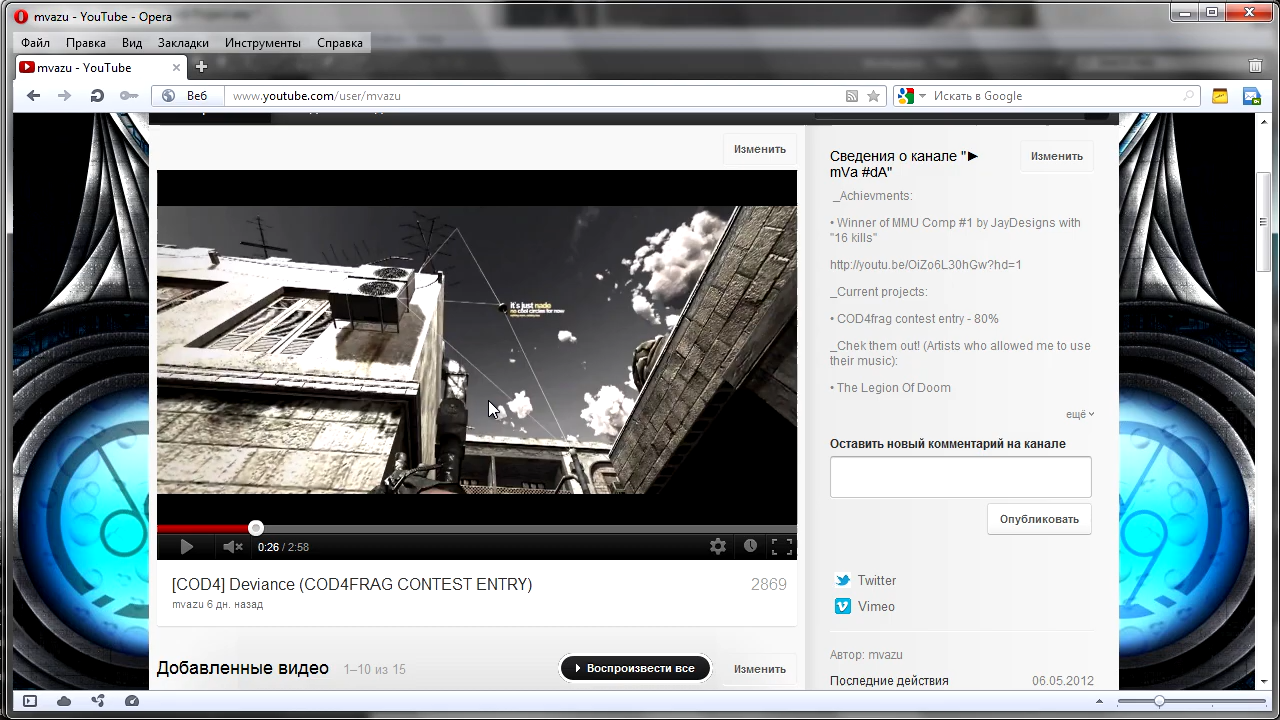 mvazu - YouTube - Opera
Файл Правка Вид Закладки Инструменты Справка
mvazu - YouTube
Веб www.youtube.com/user/mvazu Искать в Google
Изменить
It's just nade
no cool circles for now
[COD4] Deviance (COD4FRAG CONTEST ENTRY) 2869
mvazu 6 дн. назад
0:26 / 2:58
Добавленные видео 1–10 из 15 Воспроизвести все Изменить
Сведения о канале "►
mVa #dA"
Изменить
_Achievments:
• Winner of MMU Comp #1 by JayDesigns with
"16 kills"
http://youtu.be/OiZo6L30hGw?hd=1
_Current projects:
• COD4frag contest entry - 80%
_Chek them out! (Artists who allowed me to use
their music):
• The Legion Of Doom
ещё
Оставить новый комментарий на канале
Опубликовать
Twitter
Vimeo
Автор: mvazu
Последние действия 06.05.2012